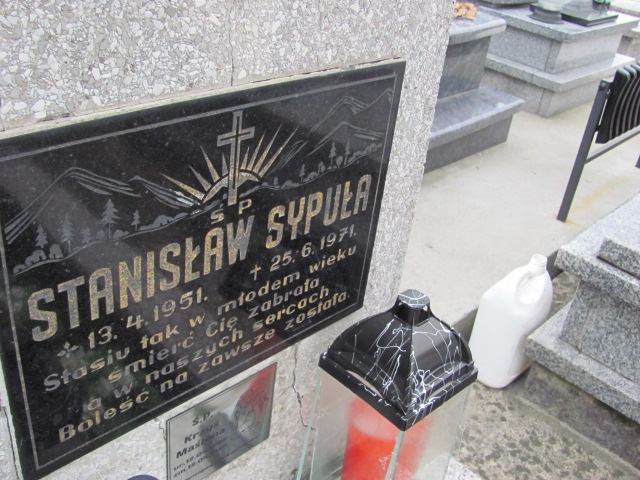 Ś P
STANISŁAW SYPUŁA
* 13.4.1951. + 25.6.1971.
Stasiu tak w młodem wieku
śmierć Cię zabrała
a w naszych sercach
Boleść na zawsze została.
Ś.P.